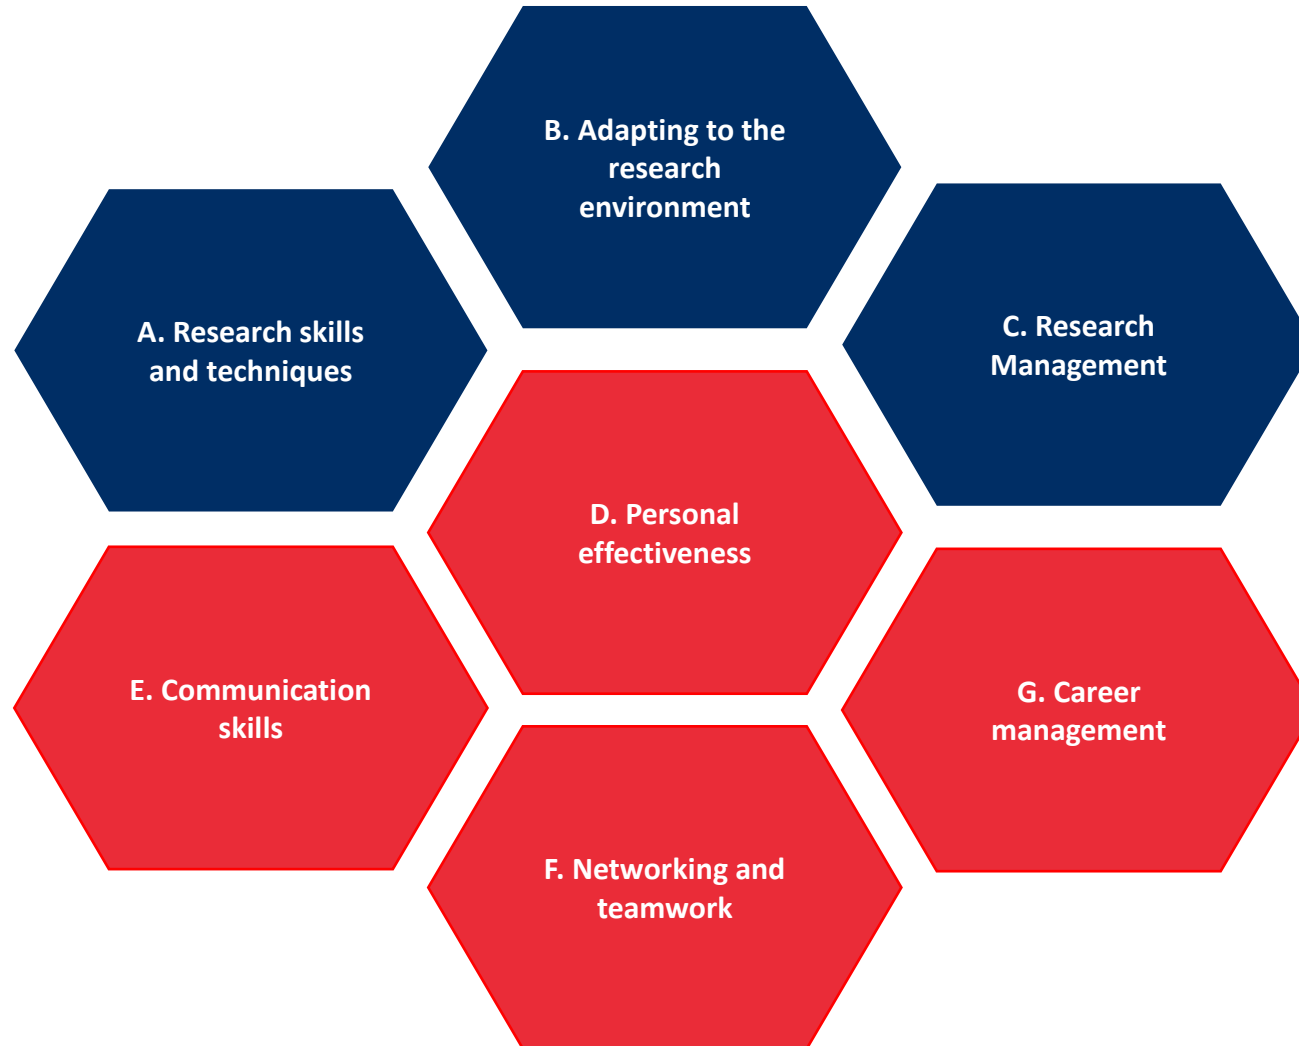 B. Adapting to the
research
environment
A. Research skills
and techniques
C. Research
Management
D. Personal
effectiveness
E. Communication
skills
G. Career
management
F. Networking and
teamwork